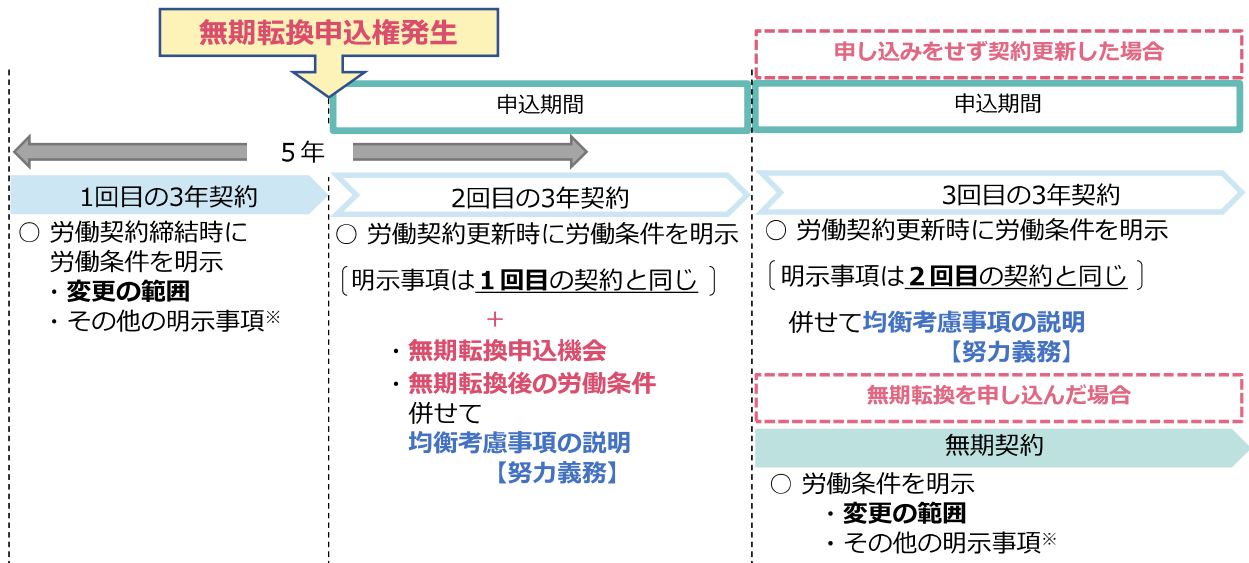 無期転換申込権発生
申し込みをせず契約更新した場合
申込期間
申込期間
5年
1回目の3年契約
○ 労働契約締結時に
労働条件を明示
・変更の範囲
・その他の明示事項※
2回目の3年契約
○ 労働契約更新時に労働条件を明示
〔明示事項は１回目の契約と同じ 〕
＋
・無期転換申込機会
・無期転換後の労働条件
併せて
均衡考慮事項の説明
【努力義務】
3回目の3年契約
○ 労働契約更新時に労働条件を明示
〔明示事項は２回目の契約と同じ 〕
併せて均衡考慮事項の説明
【努力義務】
無期転換を申し込んだ場合
無期契約
○ 労働条件を明示
・変更の範囲
・その他の明示事項※